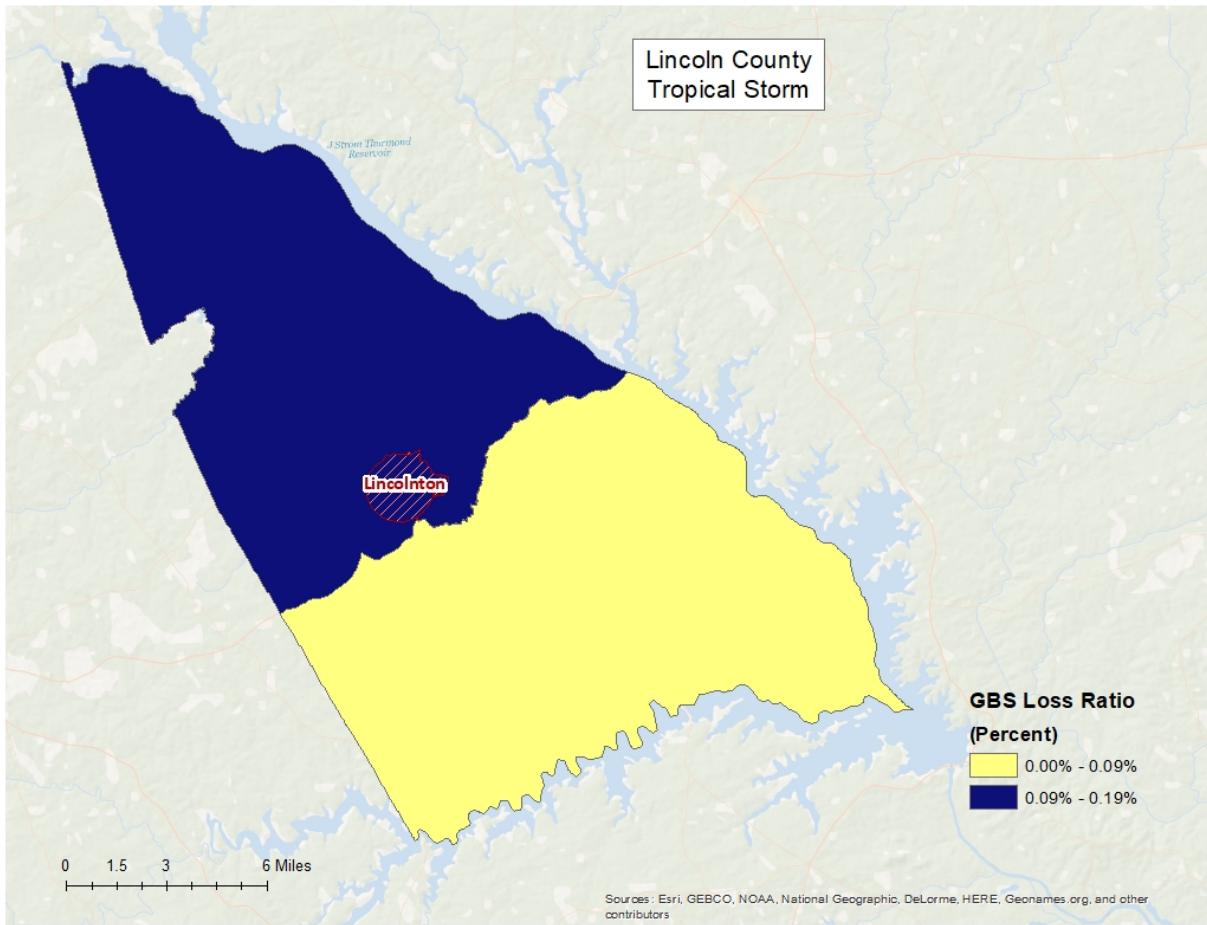 Lincoln County
Tropical Storm
J Strom Thurmond
Reservoir
Lincolnton
GBS Loss Ratio
(Percent)
0.00% - 0.09%
0.09% - 0.19%
0 1.5 3 6 Miles
Sources: Esri, GEBCO, NOAA, National Geographic, DeLorme, HERE, Geonames.org, and other
contributors